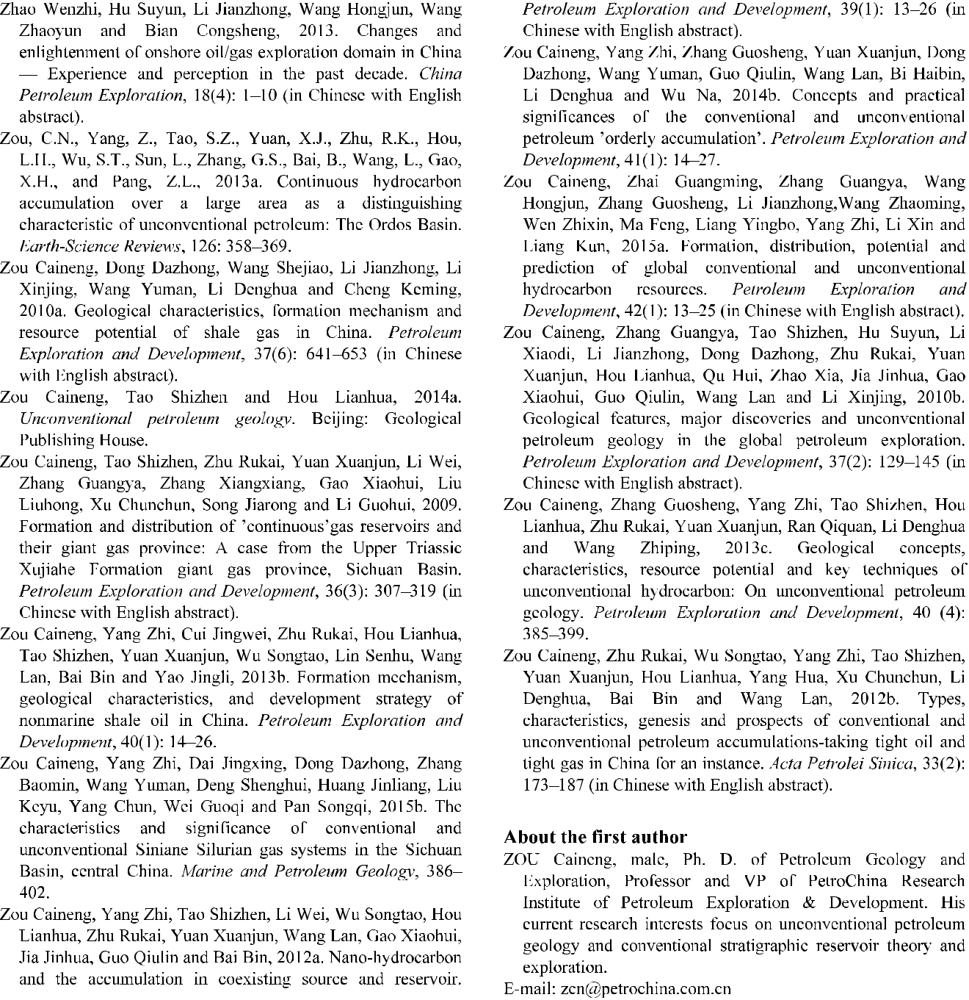 Zhao Wenzhi, Hu Suyun, Li Jianzhong, Wang Hongjun, Wang
Zhaoyun and Bian Congsheng, 2013. Changes and
enlightenment of onshore oil/gas exploration domain in China
— Experience and perception in the past decade. China
Petroleum Exploration, 18(4): 1–10 (in Chinese with English
abstract).
Zou, C.N., Yang, Z., Tao, S.Z., Yuan, X.J., Zhu, R.K., Hou,
L.H., Wu, S.T., Sun, L., Zhang, G.S., Bai, B., Wang, L., Gao,
X.H., and Pang, Z.L., 2013a. Continuous hydrocarbon
accumulation over a large area as a distinguishing
characteristic of unconventional petroleum: The Ordos Basin.
Earth-Science Reviews, 126: 358–369.
Zou Caineng, Dong Dazhong, Wang Shejiao, Li Jianzhong, Li
Xinjing, Wang Yuman, Li Denghua and Cheng Keming,
2010a. Geological characteristics, formation mechanism and
resource potential of shale gas in China. Petroleum
Exploration and Development, 37(6): 641–653 (in Chinese
with English abstract).
Zou Caineng, Tao Shizhen and Hou Lianhua, 2014a.
Unconventional petroleum geology. Beijing: Geological
Publishing House.
Zou Caineng, Tao Shizhen, Zhu Rukai, Yuan Xuanjun, Li Wei,
Zhang Guangya, Zhang Xiangxiang, Gao Xiaohui, Liu
Liuhong, Xu Chunchun, Song Jiarong and Li Guohui, 2009.
Formation and distribution of ’continuous’gas reservoirs and
their giant gas province: A case from the Upper Triassic
Xujiahe Formation giant gas province, Sichuan Basin.
Petroleum Exploration and Development, 36(3): 307–319 (in
Chinese with English abstract).
Zou Caineng, Yang Zhi, Cui Jingwei, Zhu Rukai, Hou Lianhua,
Tao Shizhen, Yuan Xuanjun, Wu Songtao, Lin Senhu, Wang
Lan, Bai Bin and Yao Jingli, 2013b. Formation mechanism,
geological characteristics, and development strategy of
nonmarine shale oil in China. Petroleum Exploration and
Development, 40(1): 14–26.
Zou Caineng, Yang Zhi, Dai Jingxing, Dong Dazhong, Zhang
Baomin, Wang Yuman, Deng Shenghui, Huang Jinliang, Liu
Keyu, Yang Chun, Wei Guoqi and Pan Songqi, 2015b. The
characteristics and significance of conventional and
unconventional Siniane Silurian gas systems in the Sichuan
Basin, central China. Marine and Petroleum Geology, 386–
402.
Zou Caineng, Yang Zhi, Tao Shizhen, Li Wei, Wu Songtao, Hou
Lianhua, Zhu Rukai, Yuan Xuanjun, Wang Lan, Gao Xiaohui,
Jia Jinhua, Guo Qiulin and Bai Bin, 2012a. Nano-hydrocarbon
and the accumulation in coexisting source and reservoir.
Petroleum Exploration and Development, 39(1): 13–26 (in
Chinese with English abstract).
Zou Caineng, Yang Zhi, Zhang Guosheng, Yuan Xuanjun, Dong
Dazhong, Wang Yuman, Guo Qiulin, Wang Lan, Bi Haibin,
Li Denghua and Wu Na, 2014b. Concepts and practical
significances of the conventional and unconventional
petroleum ’orderly accumulation’. Petroleum Exploration and
Development, 41(1): 14–27.
Zou Caineng, Zhai Guangming, Zhang Guangya, Wang
Hongjun, Zhang Guosheng, Li Jianzhong,Wang Zhaoming,
Wen Zhixin, Ma Feng, Liang Yingbo, Yang Zhi, Li Xin and
Liang Kun, 2015a. Formation, distribution, potential and
prediction of global conventional and unconventional
hydrocarbon resources. Petroleum Exploration and
Development, 42(1): 13–25 (in Chinese with English abstract).
Zou Caineng, Zhang Guangya, Tao Shizhen, Hu Suyun, Li
Xiaodi, Li Jianzhong, Dong Dazhong, Zhu Rukai, Yuan
Xuanjun, Hou Lianhua, Qu Hui, Zhao Xia, Jia Jinhua, Gao
Xiaohui, Guo Qiulin, Wang Lan and Li Xinjing, 2010b.
Geological features, major discoveries and unconventional
petroleum geology in the global petroleum exploration.
Petroleum Exploration and Development, 37(2): 129–145 (in
Chinese with English abstract).
Zou Caineng, Zhang Guosheng, Yang Zhi, Tao Shizhen, Hou
Lianhua, Zhu Rukai, Yuan Xuanjun, Ran Qiquan, Li Denghua
and Wang Zhiping, 2013c. Geological concepts,
characteristics, resource potential and key techniques of
unconventional hydrocarbon: On unconventional petroleum
geology. Petroleum Exploration and Development, 40 (4):
385–399.
Zou Caineng, Zhu Rukai, Wu Songtao, Yang Zhi, Tao Shizhen,
Yuan Xuanjun, Hou Lianhua, Yang Hua, Xu Chunchun, Li
Denghua, Bai Bin and Wang Lan, 2012b. Types,
characteristics, genesis and prospects of conventional and
unconventional petroleum accumulations-taking tight oil and
tight gas in China for an instance. Acta Petrolei Sinica, 33(2):
173–187 (in Chinese with English abstract).
About the first author
ZOU Caineng, male, Ph. D. of Petroleum Geology and
Exploration, Professor and VP of PetroChina Research
Institute of Petroleum Exploration & Development. His
current research interests focus on unconventional petroleum
geology and conventional stratigraphic reservoir theory and
exploration.
E-mail: zcn@petrochina.com.cn